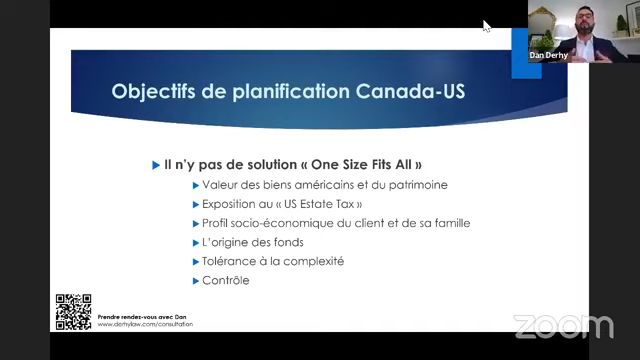 Dan Derhy
Objectifs de planification Canada-US
Il n'y pas de solution « One Size Fits All »
Valeur des biens américains et du patrimoine
Exposition au « US Estate Tax »
Profil socio-économique du client et de sa famille
L'origine des fonds
Tolérance à la complexité
Contrôle
Prendre rendez-vous avec Dan
www.derhylaw.com/consultation
zoom